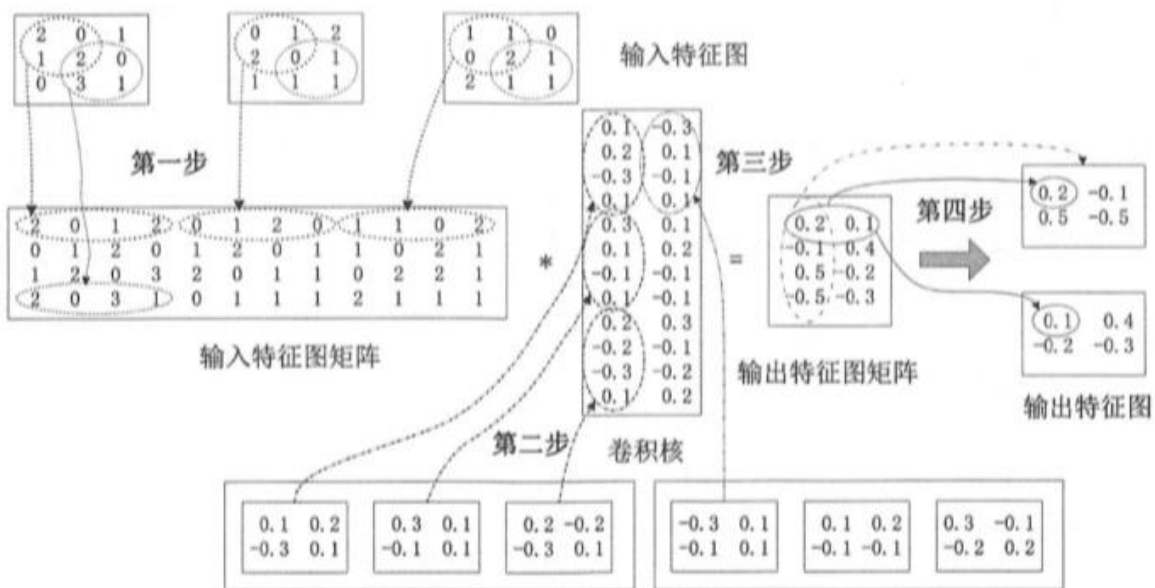 2 0 1
1 2 0
0 3 1
0 1 2
2 0 1
1 1 1
1 1 0
0 2 1
2 1 1
输入特征图
第一步
2 0 1 2 0 1 2 0 1 1 0 2
0 1 2 0 1 2 0 1 1 0 2 1
1 2 0 3 2 0 1 1 0 2 2 1
2 0 3 1 0 1 1 1 2 1 1 1
输入特征图矩阵
*
0.1 -0.3
0.2 0.1
-0.3 -0.1
0.1 0.1
0.3 0.1
0.1 0.2
-0.1 -0.1
0.1 -0.1
0.2 0.3
-0.2 -0.1
-0.3 -0.2
0.1 0.2
第二步
卷积核
第三步
=
0.2 0.1
-0.1 0.4
0.5 -0.2
-0.5 -0.3
输出特征图矩阵
第四步
0.2 -0.1
0.5 -0.5
0.1 0.4
-0.2 -0.3
输出特征图
0.1 0.2
-0.3 0.1
0.3 0.1
-0.1 0.1
0.2 -0.2
-0.3 0.1
-0.3 0.1
-0.1 0.1
0.1 0.2
-0.1 -0.1
0.3 -0.1
-0.2 0.2